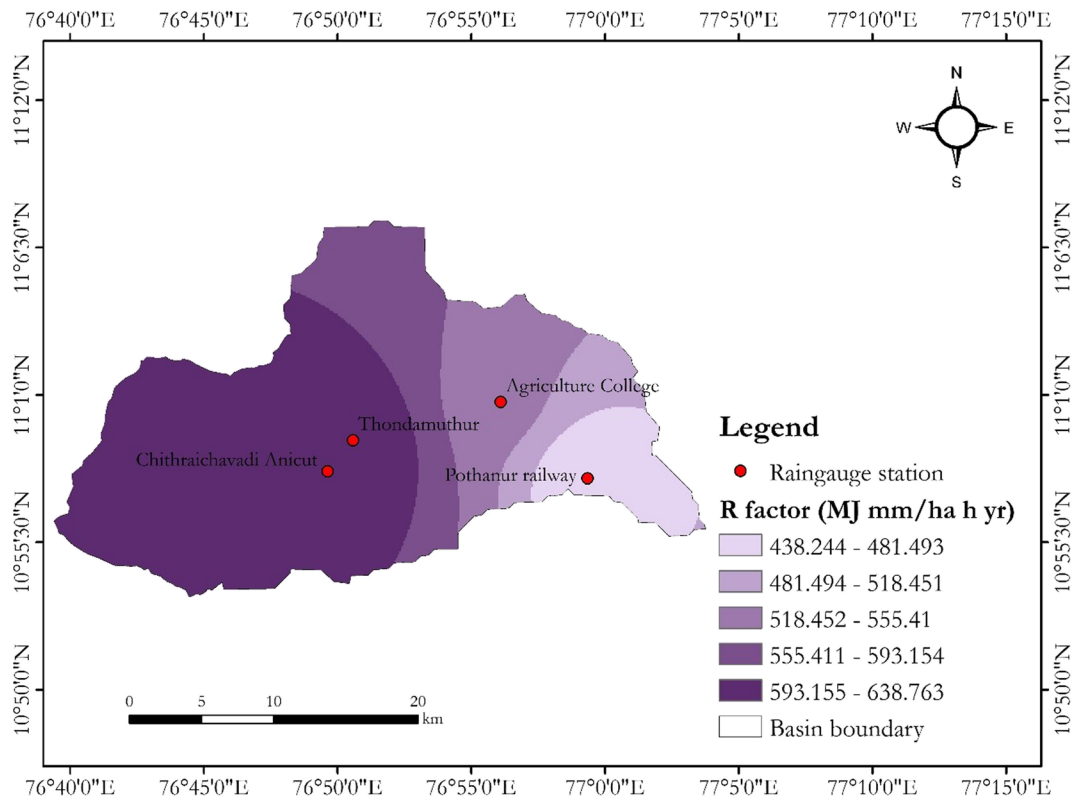 76°40'0"E 76°45'0"E 76°50'0"E 76°55'0"E 77°0'0"E 77°5'0"E 77°10'0"E 77°15'0"E
N
W E
S
11°12'0"N 11°12'0"N
11°6'30"N 11°6'30"N
11°1'0"N 11°1'0"N
10°55'30"N 10°55'30"N
10°50'0"N 10°50'0"N
Agriculture College
Thondamuthur
Chithraichavadi Anicut
Pothanur railway
Legend
Raingauge station
R factor (MJ mm/ha h yr)
438.244 - 481.493
481.494 - 518.451
518.452 - 555.41
555.411 - 593.154
593.155 - 638.763
Basin boundary
0 5 10 20
km
76°40'0"E 76°45'0"E 76°50'0"E 76°55'0"E 77°0'0"E 77°5'0"E 77°10'0"E 77°15'0"E